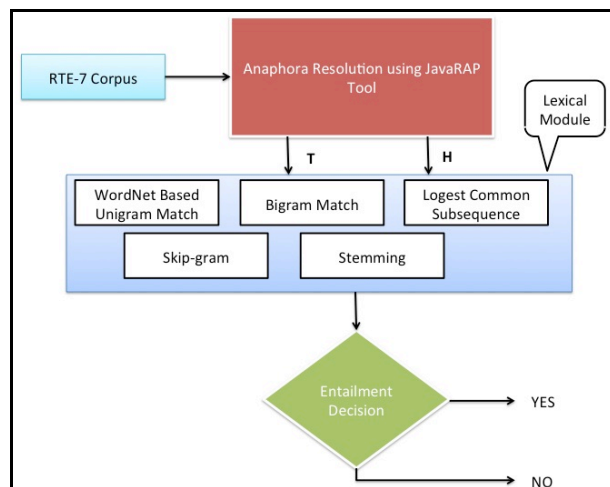 Anaphora Resolution using JavaRAP
Tool
RTE-7 Corpus
Lexical
Module
T
H
WordNet Based
Unigram Match
Bigram Match
Logest Common
Subsequence
Skip-gram
Stemming
Entailment
Decision
YES
NO